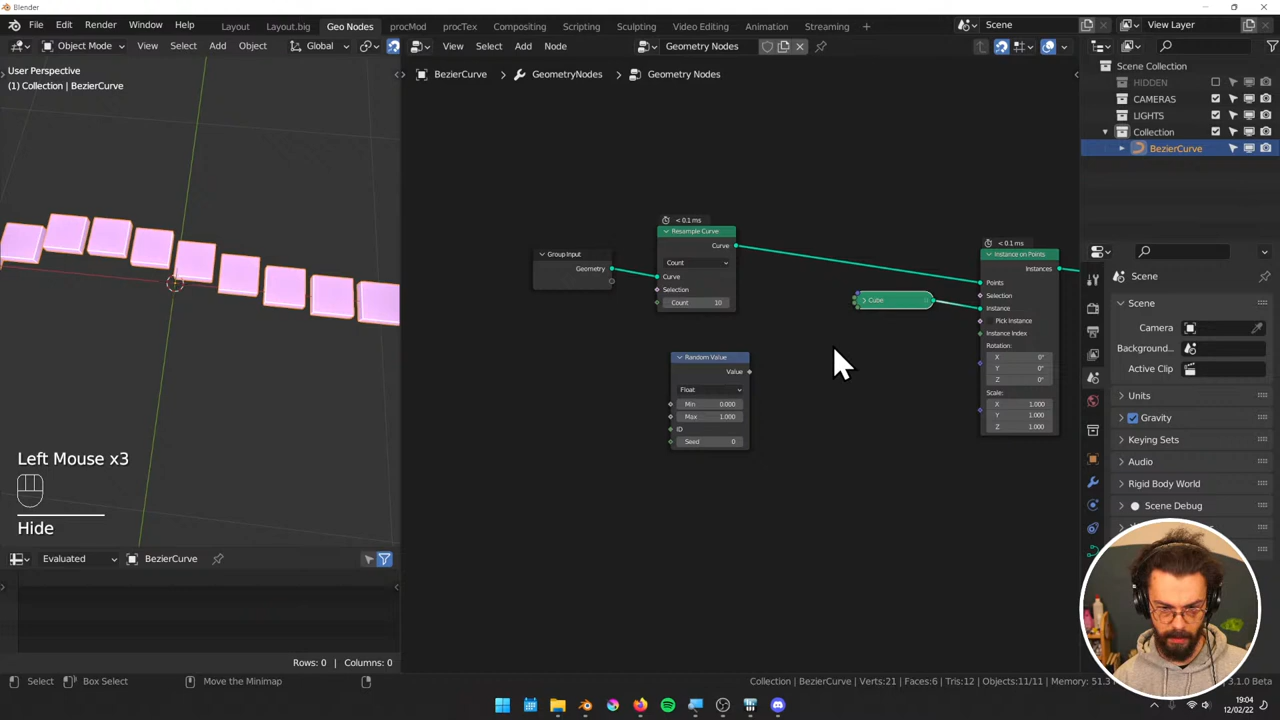 Blender
File Edit Render Window Help Layout Layout.big Geo Nodes procMod procTex Compositing Scripting Sculpting Video Editing Animation Streaming + Scene View Layer
Object Mode View Select Add Object Global View Select Add Node Geometry Nodes
User Perspective
(1) Collection | BezierCurve
BezierCurve > GeometryNodes > Geometry Nodes
Scene Collection
HIDDEN
CAMERAS
LIGHTS
Collection
BezierCurve
< 0.1 ms
Resample Curve
Curve
Count
Curve
Selection
Count 10
Group Input
Geometry
< 0.1 ms
Instance on Points
Instances
Points
Selection
Instance
Pick Instance
Instance Index
Rotation:
X 0°
Y 0°
Z 0°
Scale:
X 1.000
Y 1.000
Z 1.000
Cube
Random Value
Value
Float
Min 0.000
Max 1.000
ID
Seed 0
Scene
Scene
Camera
Background...
Active Clip
Units
Gravity
Keying Sets
Audio
Rigid Body World
Scene Debug
Left Mouse x3
Hide
Evaluated BezierCurve
Rows: 0 | Columns: 0
Select Box Select Move the Minimap
Collection | BezierCurve | Verts:21 | Faces:6 | Tris:12 | Objects:11/11 | Memory: 51.3
3.1.0 Beta
19:04
12/02/22